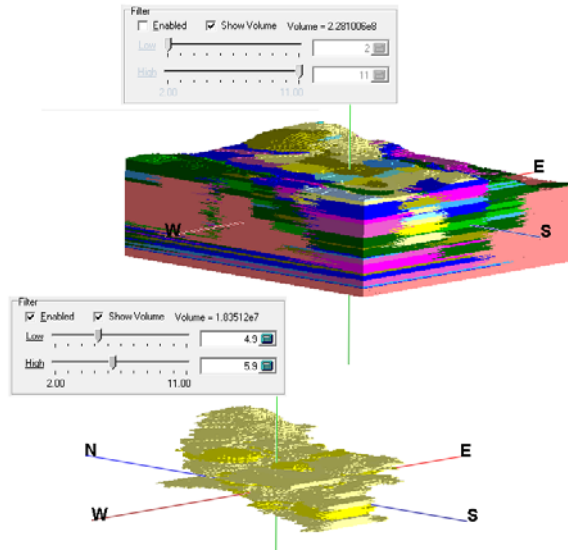 Filter
Enabled Show Volume Volume = 2.281006e8
Low 2
High 11
2.00 11.00
E
W
S
Filter
Enabled Show Volume Volume = 1.83512e7
Low 4.9
High 5.9
2.00 11.00
N E
W S